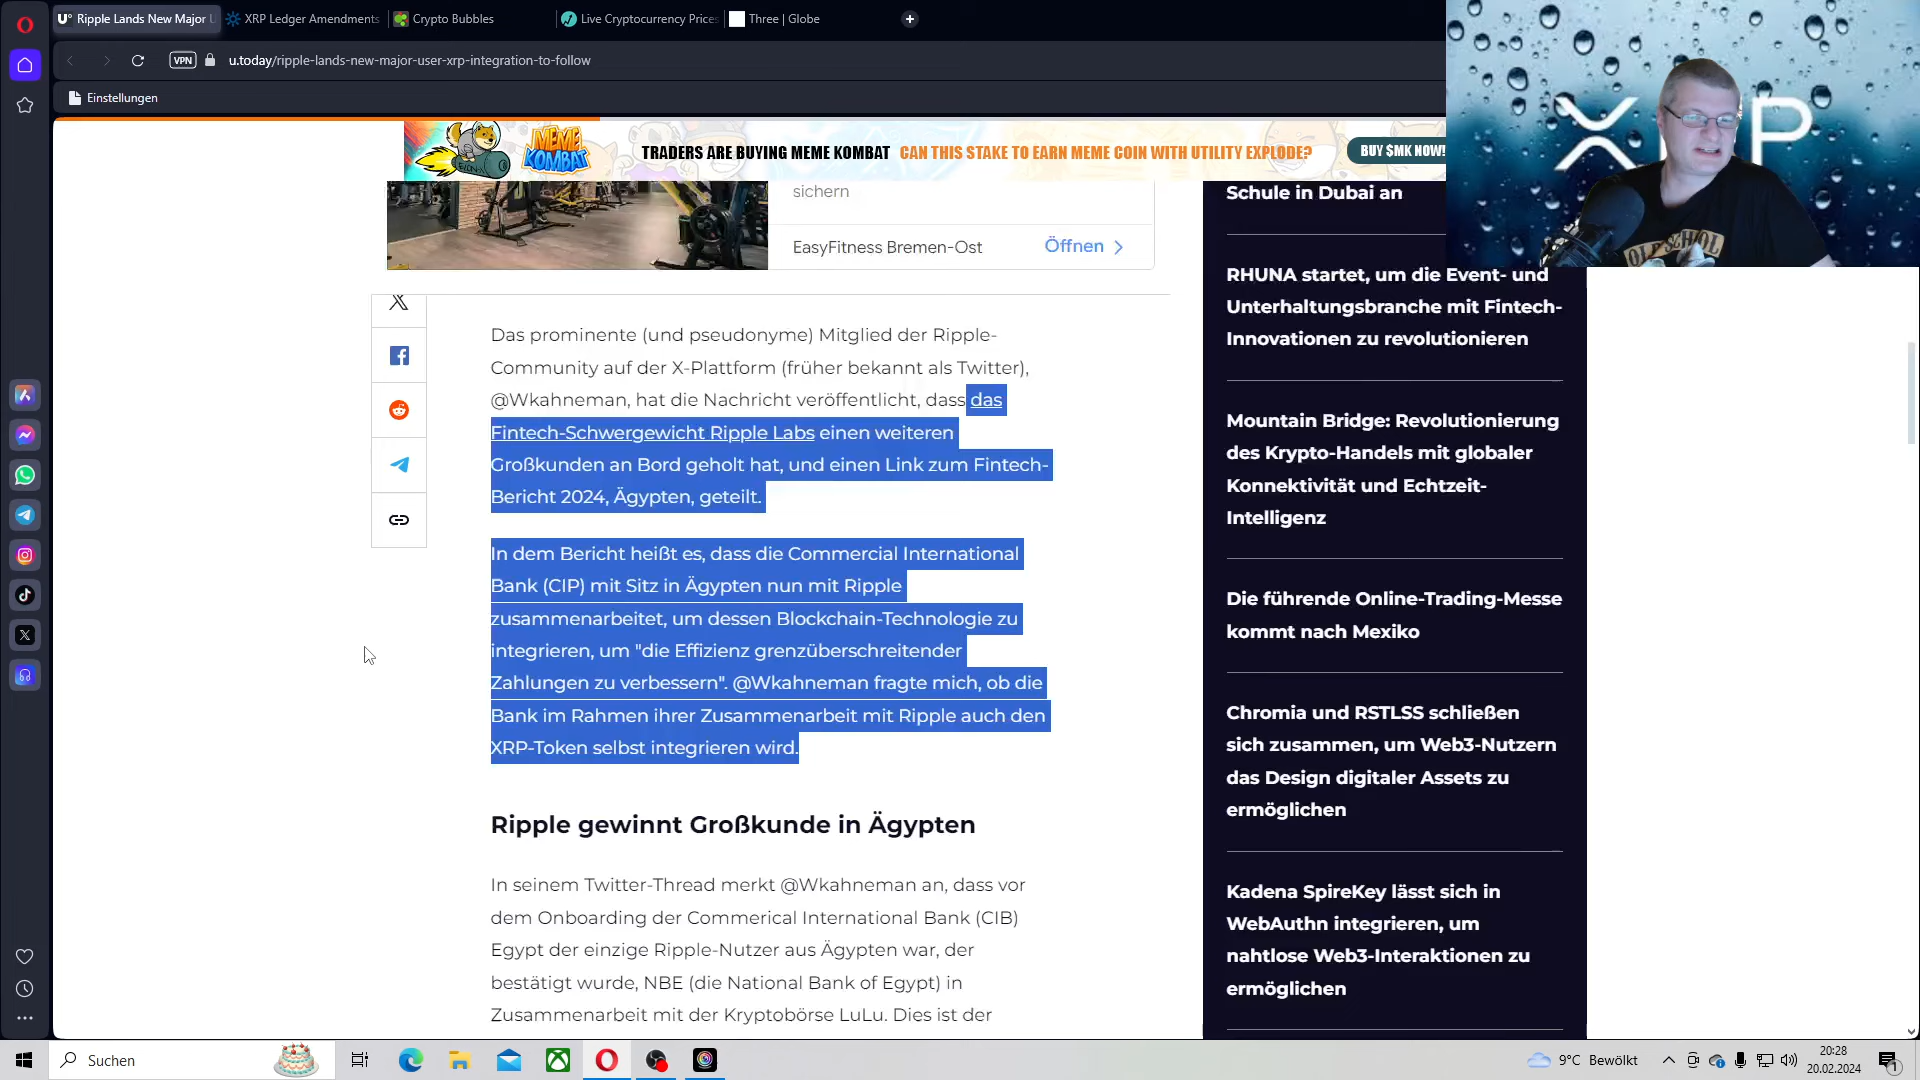 Ripple Lands New Major
XRP Ledger Amendments
Crypto Bubbles
Live Cryptocurrency Prices
Three | Globe
VPN
u.today/ripple-lands-new-major-user-xrp-integration-to-follow
Einstellungen
MEME KOMBAT
TRADERS ARE BUYING MEME KOMBAT CAN THIS STAKE TO EARN MEME COIN WITH UTILITY EXPLODE?
BUY $MK NOW!
XRP
OLD SCHOOL
sichern
EasyFitness Bremen-Ost
Öffnen
Das prominente (und pseudonyme) Mitglied der Ripple-
Community auf der X-Plattform (früher bekannt als Twitter),
@Wkahneman, hat die Nachricht veröffentlicht, dass das
Fintech-Schwergewicht Ripple Labs einen weiteren
Großkunden an Bord geholt hat, und einen Link zum Fintech-
Bericht 2024, Ägypten, geteilt.
In dem Bericht heißt es, dass die Commercial International
Bank (CIP) mit Sitz in Ägypten nun mit Ripple
zusammenarbeitet, um dessen Blockchain-Technologie zu
integrieren, um "die Effizienz grenzüberschreitender
Zahlungen zu verbessern". @Wkahneman fragte mich, ob die
Bank im Rahmen ihrer Zusammenarbeit mit Ripple auch den
XRP-Token selbst integrieren wird.
Ripple gewinnt Großkunde in Ägypten
In seinem Twitter-Thread merkt @Wkahneman an, dass vor
dem Onboarding der Commerical International Bank (CIB)
Egypt der einzige Ripple-Nutzer aus Ägypten war, der
bestätigt wurde, NBE (die National Bank of Egypt) in
Zusammenarbeit mit der Kryptobörse LuLu. Dies ist der
Schule in Dubai an
RHUNA startet, um die Event- und
Unterhaltungsbranche mit Fintech-
Innovationen zu revolutionieren
Mountain Bridge: Revolutionierung
des Krypto-Handels mit globaler
Konnektivität und Echtzeit-
Intelligenz
Die führende Online-Trading-Messe
kommt nach Mexiko
Chromia und RSTLSS schließen
sich zusammen, um Web3-Nutzern
das Design digitaler Assets zu
ermöglichen
Kadena SpireKey lässt sich in
WebAuthn integrieren, um
nahtlose Web3-Interaktionen zu
ermöglichen
Suchen
9°C Bewölkt
20:28
20.02.2024
1